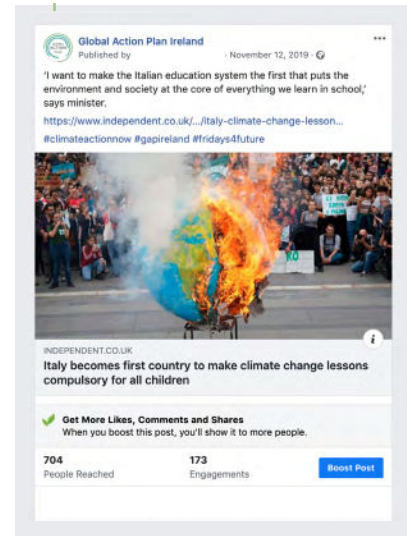 Global Action Plan Ireland
Published by · November 12, 2019 ·
'I want to make the Italian education system the first that puts the
environment and society at the core of everything we learn in school,'
says minister.
https://www.independent.co.uk/.../italy-climate-change-lesson...
#climateactionnow #gapireland #fridays4future
i
INDEPENDENT.CO.UK
Italy becomes first country to make climate change lessons
compulsory for all children
Get More Likes, Comments and Shares
When you boost this post, you'll show it to more people.
704
People Reached
173
Engagements
Boost Post